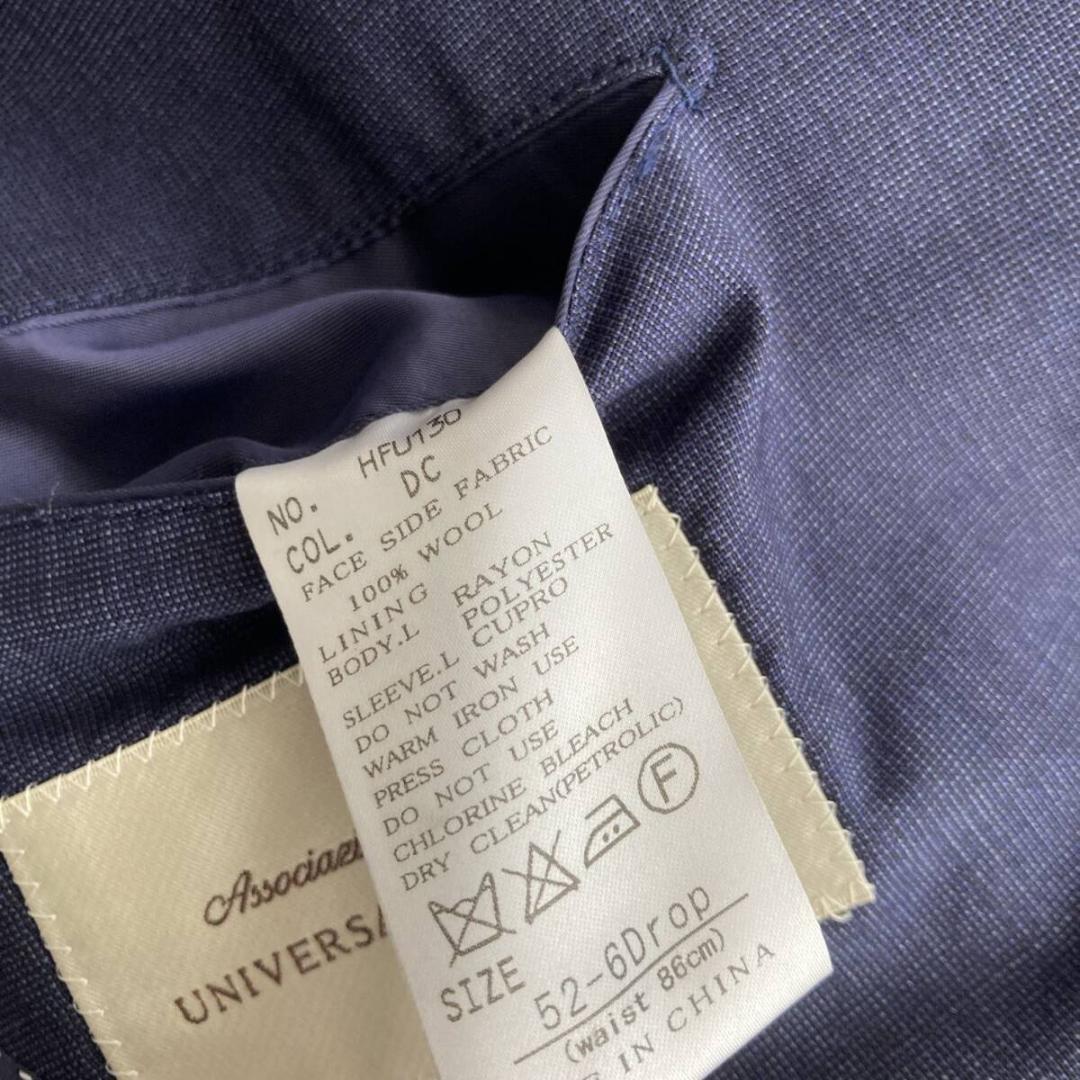 NO. HFU130
COL. DC
FACE SIDE FABRIC
100% WOOL
LINING RAYON
BODY.L POLYESTER
SLEEVE.L CUPRO
DO NOT WASH
WARM IRON USE
PRESS CLOTH
DO NOT USE
CHLORINE BLEACH
DRY CLEAN(PETROLIC)
F
SIZE 52-6Drop
(waist 86cm)
IN CHINA